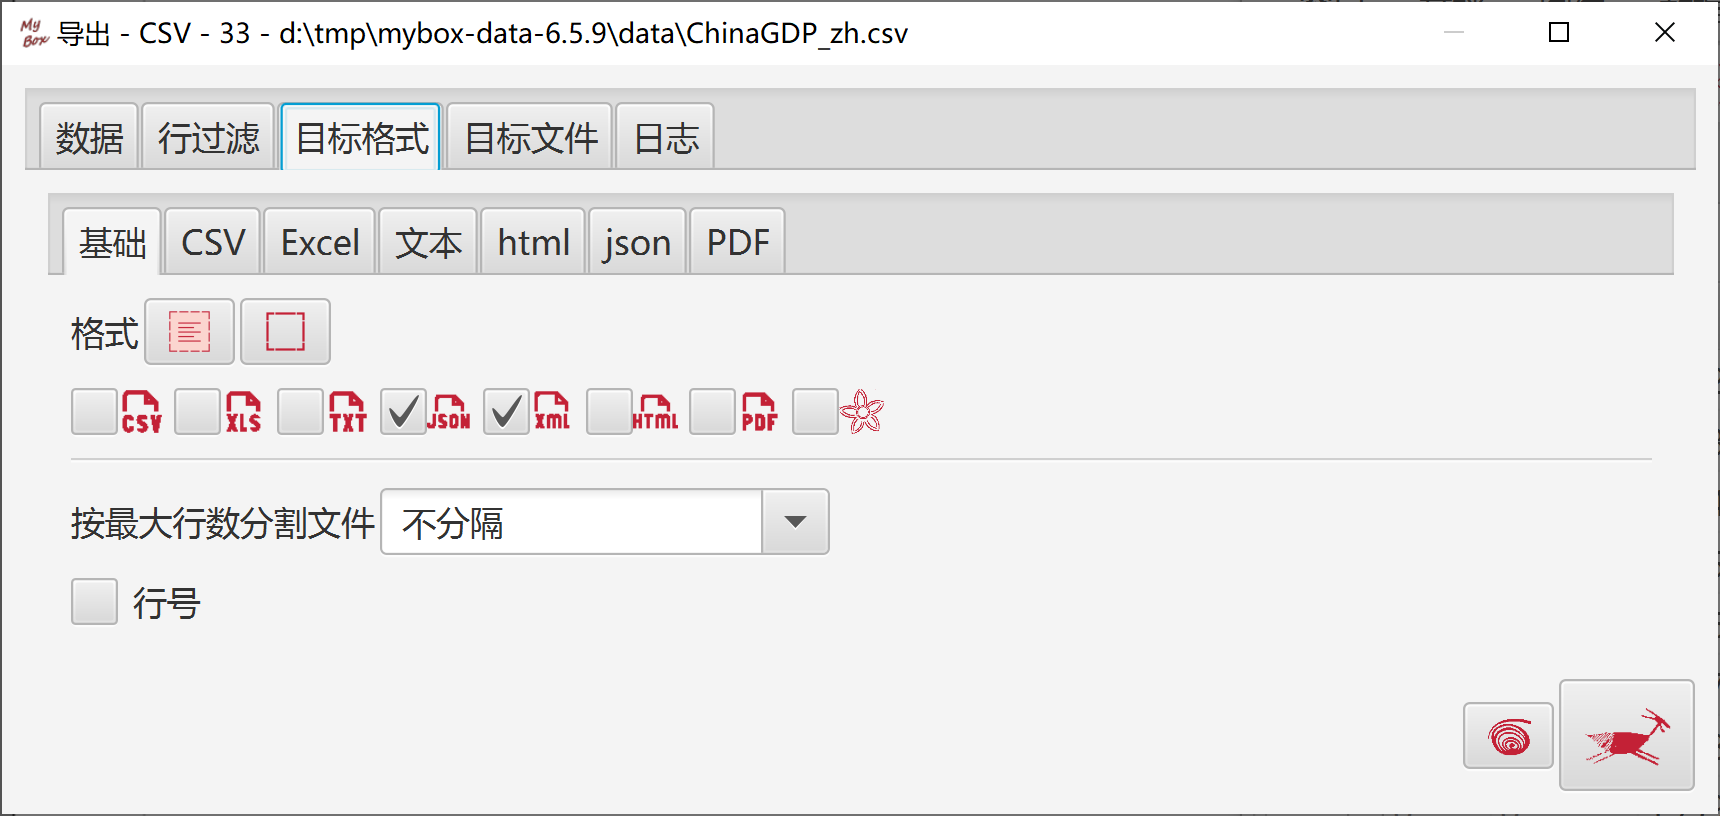 My Box 导出 - CSV - 33 - d:\tmp\mybox-data-6.5.9\data\ChinaGDP_zh.csv
数据 行过滤 目标格式 目标文件 日志
基础 CSV Excel 文本 html json PDF
格式
CSV XLS TXT JSON XML HTML PDF
按最大行数分割文件 不分隔
行号